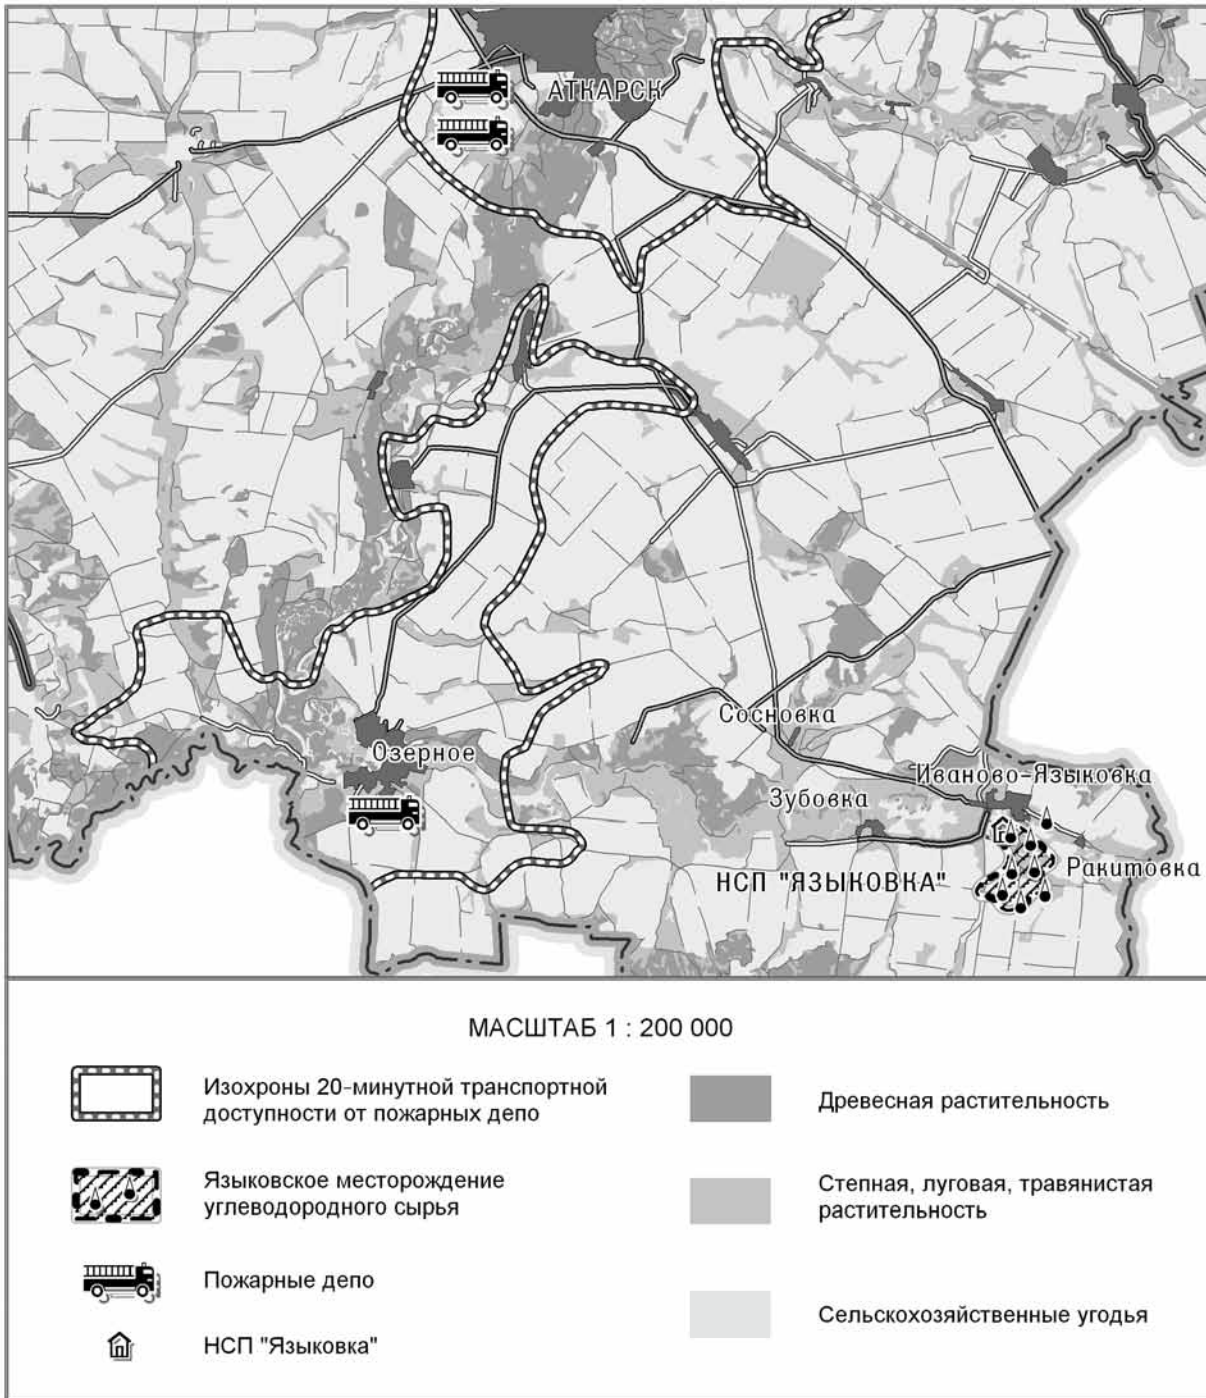 АТКАРСК
Сосновка
Озерное
Иваново-Языковка
Зубовка
Ракитовка
НСП "ЯЗЫКОВКА"
МАСШТАБ 1 : 200 000
Изохроны 20-минутной транспортной
доступности от пожарных депо
Языковское месторождение
углеводородного сырья
Пожарные депо
НСП "Языковка"
Древесная растительность
Степная, луговая, травянистая
растительность
Сельскохозяйственные угодья